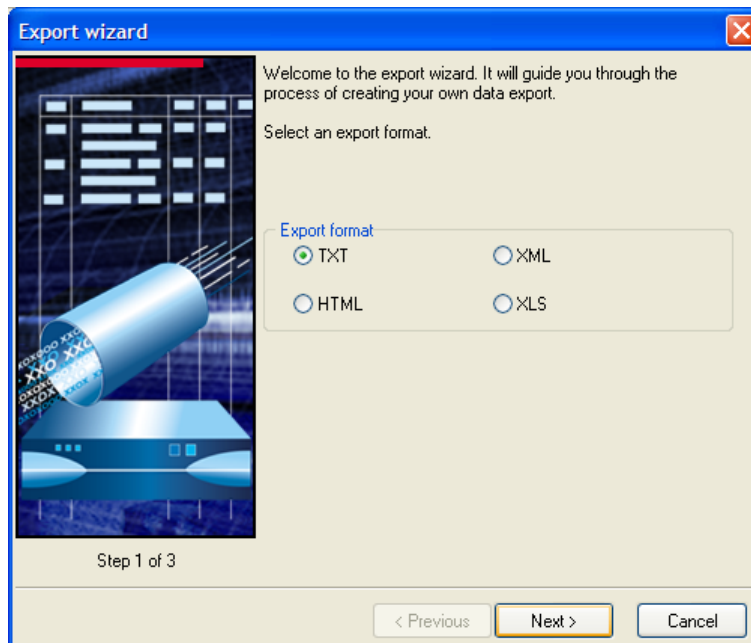 Export wizard
Welcome to the export wizard. It will guide you through the
process of creating your own data export.
Select an export format.
Export format
TXT
XML
HTML
XLS
Step 1 of 3
< Previous
Next >
Cancel